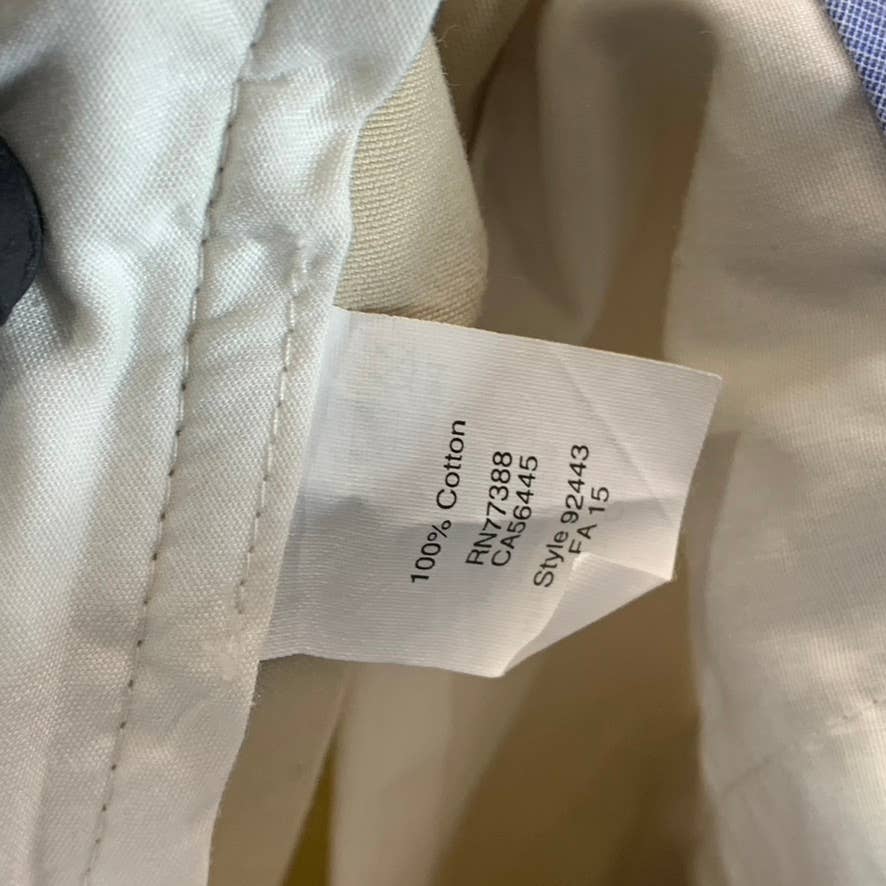 100% Cotton
RN77388
CA56445
Style 92443
FA 15